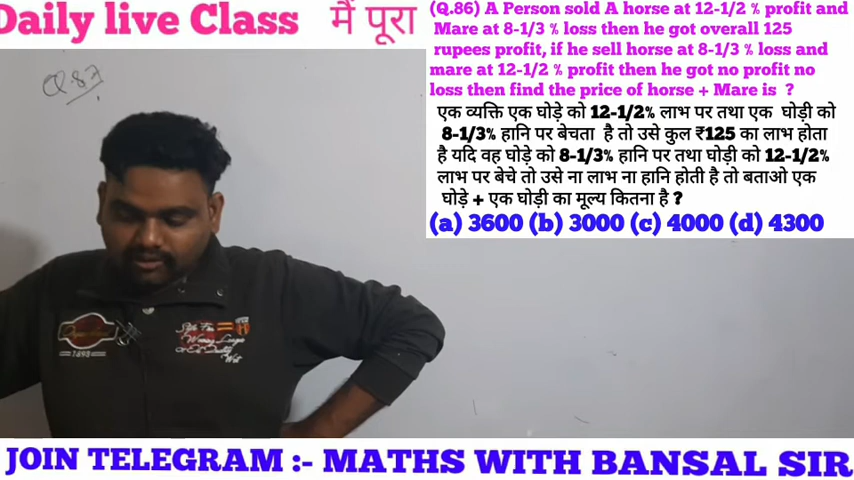 Daily live Class में पूरा
(Q.86) A Person sold A horse at 12-1/2 % profit and
Mare at 8-1/3 % loss then he got overall 125
rupees profit, if he sell horse at 8-1/3 % loss and
mare at 12-1/2 % profit then he got no profit no
loss then find the price of horse + Mare is ?
एक व्यक्ति एक घोड़े को 12-1/2% लाभ पर तथा एक घोड़ी को
8-1/3% हानि पर बेचता है तो उसे कुल ₹125 का लाभ होता
है यदि वह घोड़े को 8-1/3% हानि पर तथा घोड़ी को 12-1/2%
लाभ पर बेचे तो उसे ना लाभ ना हानि होती है तो बताओ एक
घोड़े + एक घोड़ी का मूल्य कितना है ?
(a) 3600 (b) 3000 (c) 4000 (d) 4300
1898
JOIN TELEGRAM :- MATHS WITH BANSAL SIR